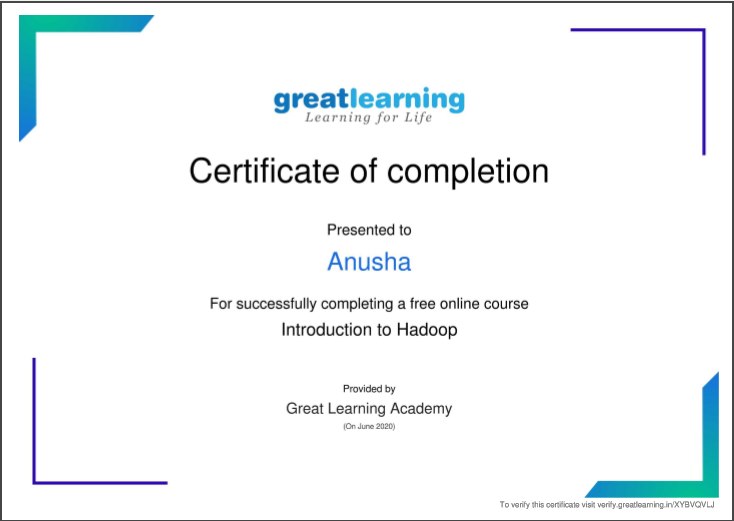 greatlearning
Learning for Life
Certificate of completion
Presented to
Anusha
For successfully completing a free online course
Introduction to Hadoop
Provided by
Great Learning Academy
(On June 2020)
To verify this certificate visit verify.greatlearning.in/XYBVQVLJ